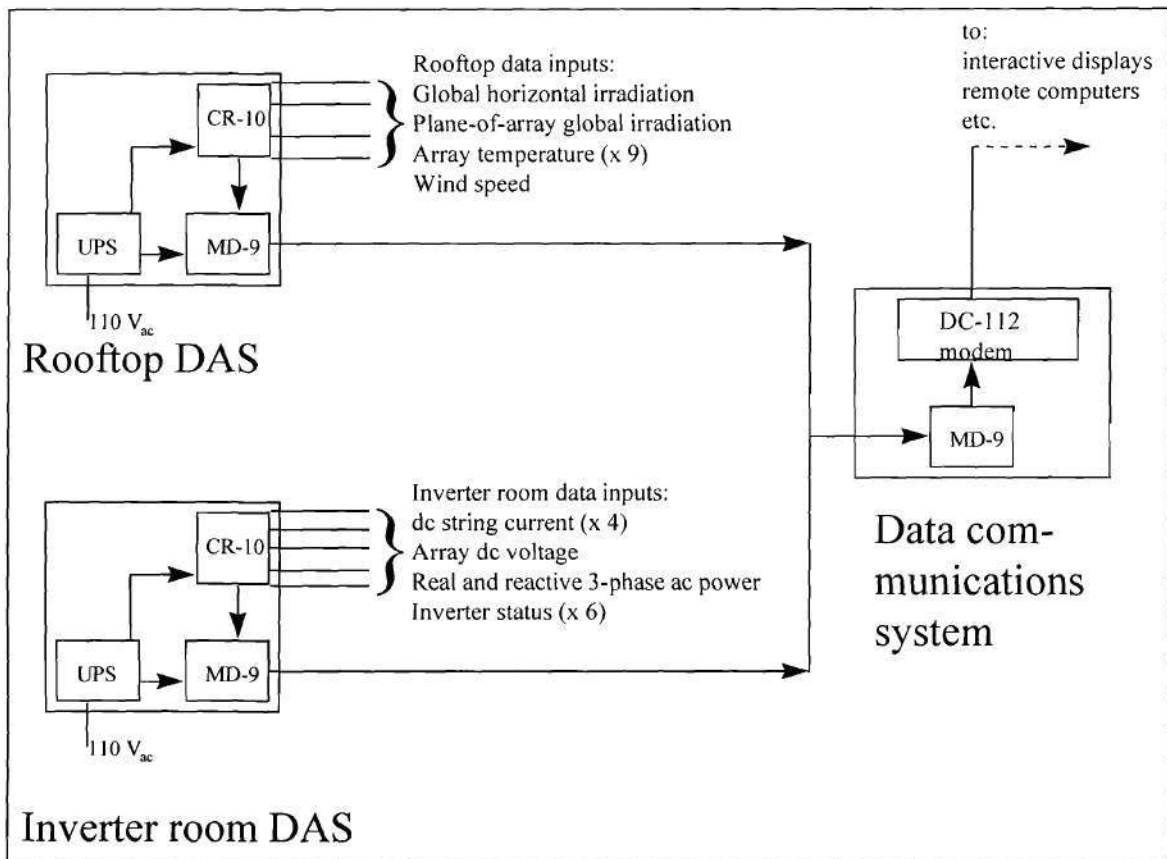 Rooftop data inputs:
Global horizontal irradiation
Plane-of-array global irradiation
Array temperature (x 9)
Wind speed
CR-10
UPS
MD-9
110 Vac
Rooftop DAS
to:
interactive displays
remote computers
etc.
DC-112
modem
MD-9
Data com-
munications
system
Inverter room data inputs:
dc string current (x 4)
Array dc voltage
Real and reactive 3-phase ac power
Inverter status (x 6)
CR-10
UPS
MD-9
110 Vac
Inverter room DAS